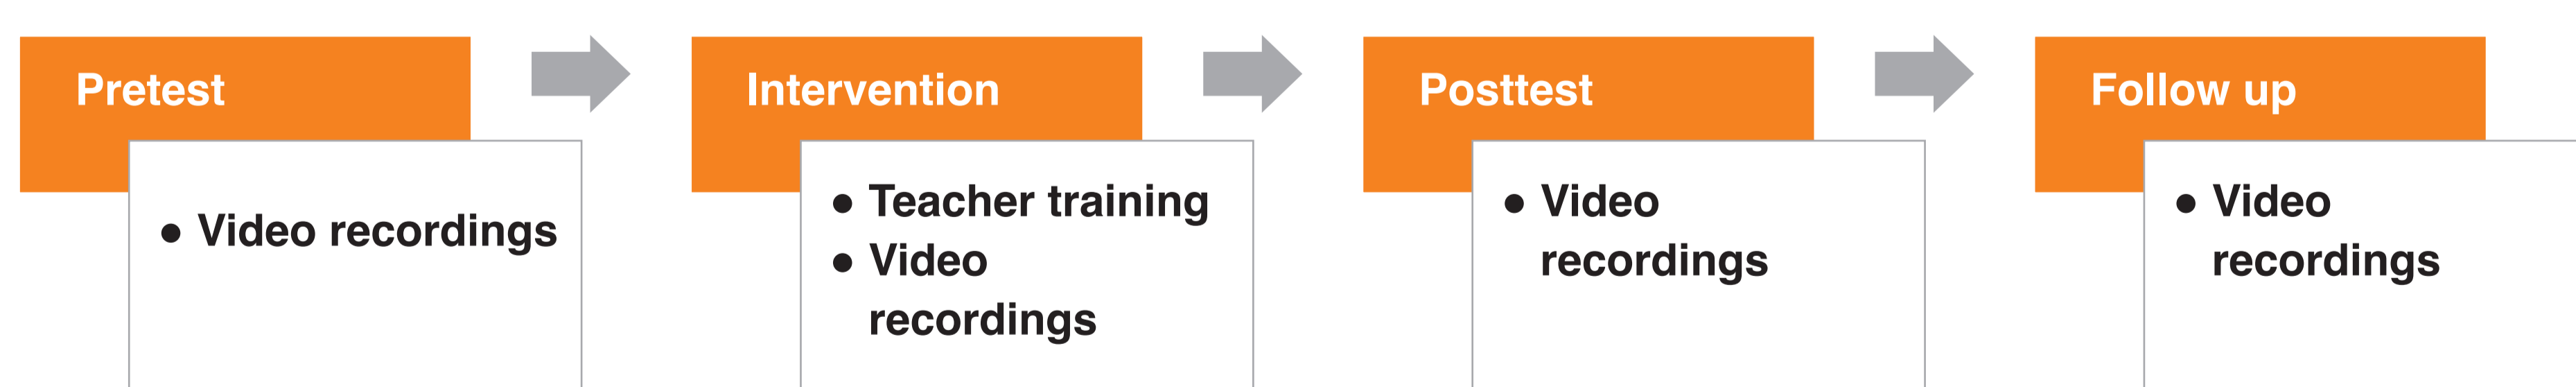 Pretest
• Video recordings
Intervention
• Teacher training
• Video
recordings
Posttest
• Video
recordings
Follow up
• Video
recordings